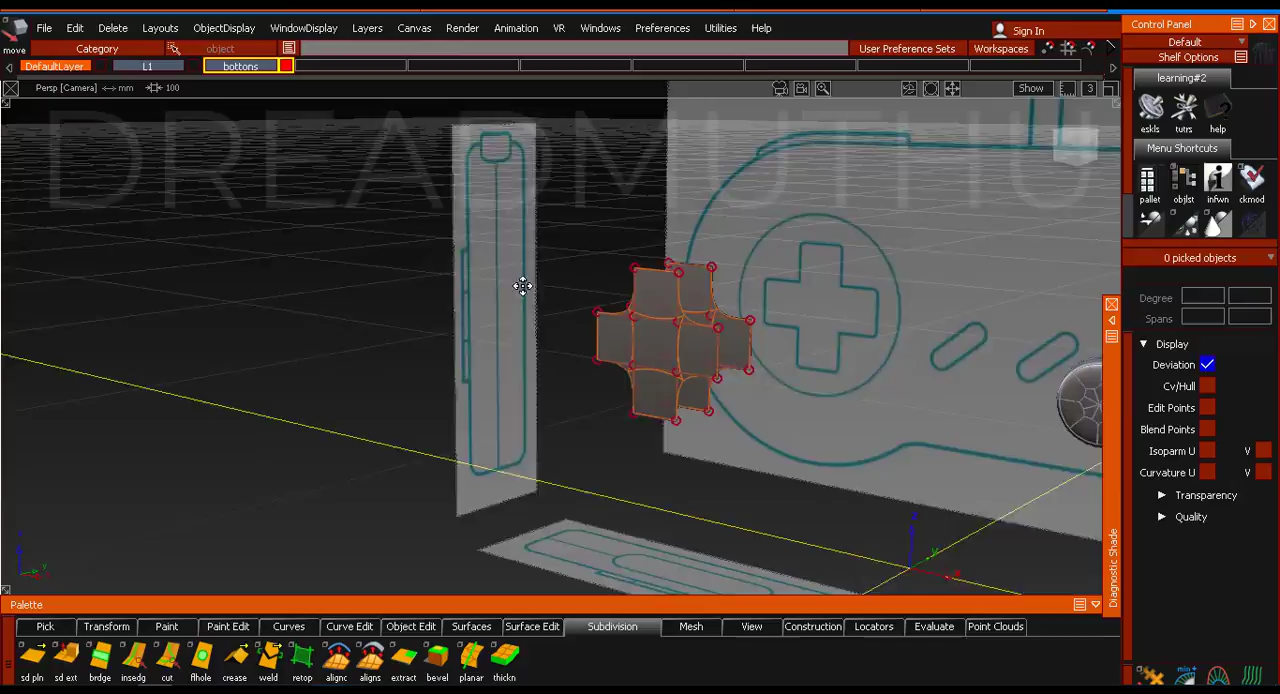 File Edit Delete Layouts ObjectDisplay WindowDisplay Layers Canvas Render Animation VR Windows Preferences Utilities Help
Sign In
Control Panel
move
Category
object
User Preference Sets
Workspaces
Default
Shelf Options
DefaultLayer
L1
bottons
learning#2
Persp [Camera] mm 100
Show
3
DREADMUTHU
eskls tutrs help
Menu Shortcuts
pallet objlst infwn ckmod
0 picked objects
Degree
Spans
Display
Deviation
Cv/Hull
Edit Points
Blend Points
Isoparm U V
Curvature U V
Transparency
Quality
Diagnostic Shade
Palette
Pick Transform Paint Paint Edit Curves Curve Edit Object Edit Surfaces Surface Edit Subdivision Mesh View Construction Locators Evaluate Point Clouds
sd pln sd ext brdge insedg cut flhole crease weld retop alignc aligns extract bevel planar thickn